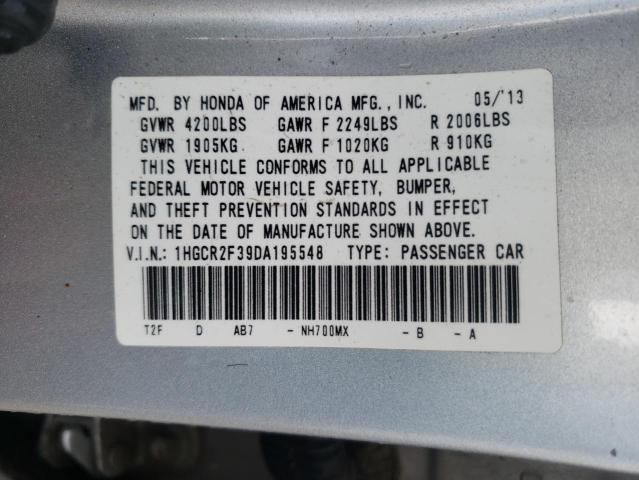 MFD. BY HONDA OF AMERICA MFG., INC. 05/'13
GVWR 4200LBS GAWR F 2249LBS R 2006LBS
GVWR 1905KG GAWR F 1020KG R 910KG
THIS VEHICLE CONFORMS TO ALL APPLICABLE
FEDERAL MOTOR VEHICLE SAFETY, BUMPER,
AND THEFT PREVENTION STANDARDS IN EFFECT
ON THE DATE OF MANUFACTURE SHOWN ABOVE.
V.I.N.: 1HGCR2F39DA195548 TYPE: PASSENGER CAR
T2F D AB7 - NH700MX - B - A